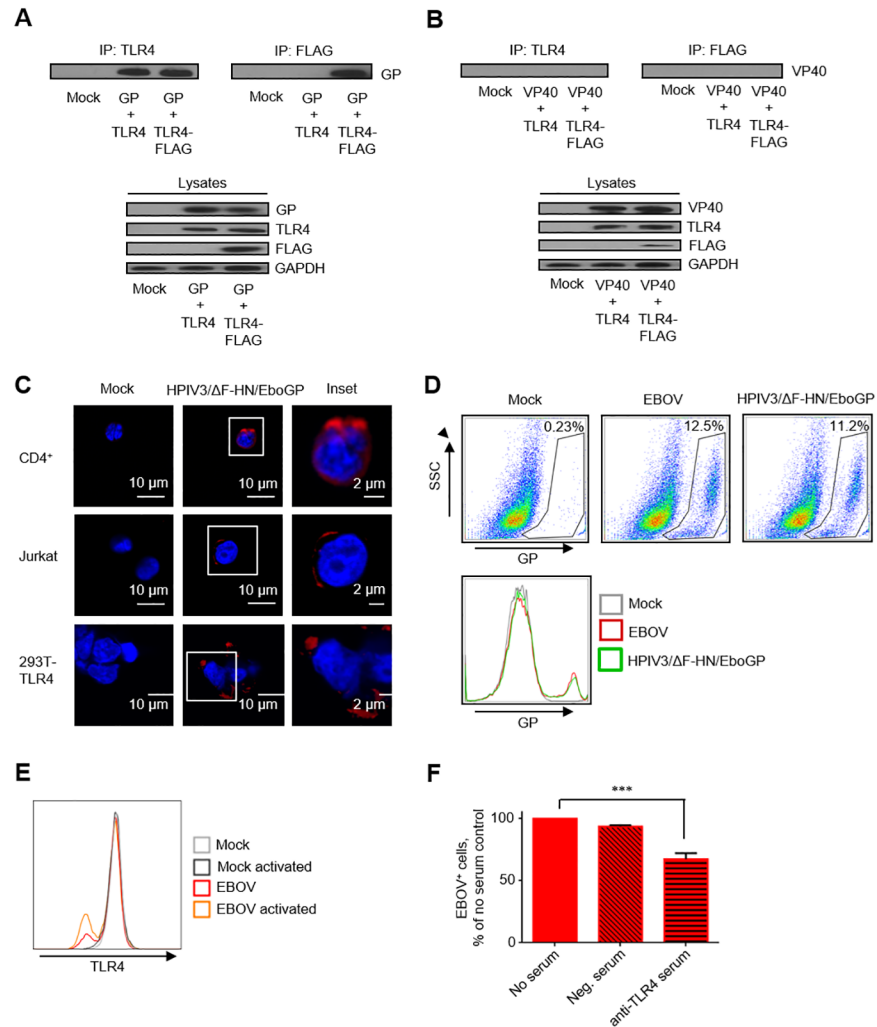 A
IP: TLR4
IP: FLAG
GP
Mock GP + TLR4 GP + TLR4-FLAG
Mock GP + TLR4 GP + TLR4-FLAG
Lysates
GP
TLR4
FLAG
GAPDH
Mock GP + TLR4 GP + TLR4-FLAG
B
IP: TLR4
IP: FLAG
VP40
Mock VP40 + TLR4 VP40 + TLR4-FLAG
Mock VP40 + TLR4 VP40 + TLR4-FLAG
Lysates
VP40
TLR4
FLAG
GAPDH
Mock VP40 + TLR4 VP40 + TLR4-FLAG
C
Mock HPIV3/ΔF-HN/EboGP Inset
CD4⁺
10 µm 10 µm 2 µm
Jurkat
10 µm 10 µm 2 µm
293T-
TLR4
10 µm 10 µm 2 µm
D
Mock EBOV HPIV3/ΔF-HN/EboGP
0.23% 12.5% 11.2%
SSC
GP
Mock
EBOV
HPIV3/ΔF-HN/EboGP
GP
E
Mock
Mock activated
EBOV
EBOV activated
TLR4
F
***
EBOV⁺ cells,
% of no serum control
100
50
0
No serum
Neg. serum
anti-TLR4 serum